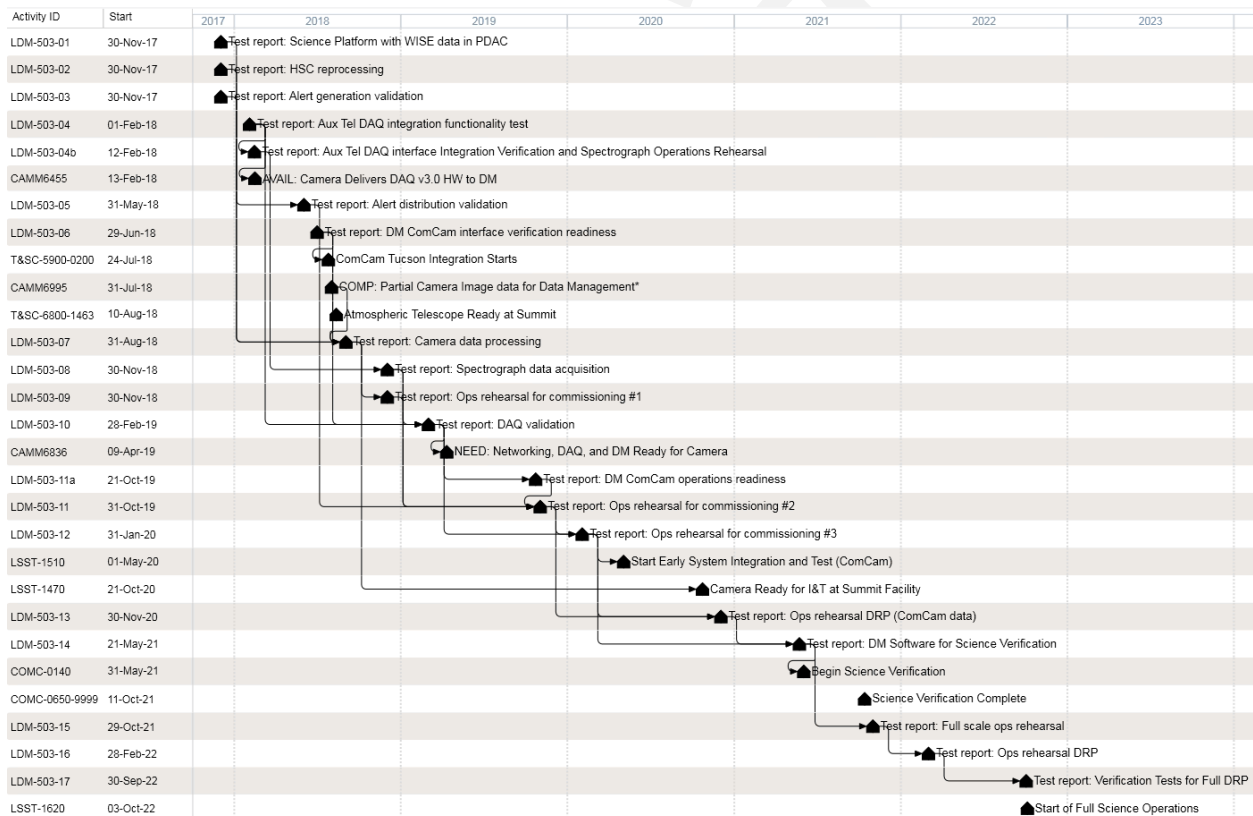 Activity ID Start 2017 2018 2019 2020 2021 2022 2023
LDM-503-01 30-Nov-17 Test report: Science Platform with WISE data in PDAC
LDM-503-02 30-Nov-17 Test report: HSC reprocessing
LDM-503-03 30-Nov-17 Test report: Alert generation validation
LDM-503-04 01-Feb-18 Test report: Aux Tel DAQ integration functionality test
LDM-503-04b 12-Feb-18 Test report: Aux Tel DAQ interface Integration Verification and Spectrograph Operations Rehearsal
CAMM6455 13-Feb-18 AVAIL: Camera Delivers DAQ v3.0 HW to DM
LDM-503-05 31-May-18 Test report: Alert distribution validation
LDM-503-06 29-Jun-18 Test report: DM ComCam interface verification readiness
T&SC-5900-0200 24-Jul-18 ComCam Tucson Integration Starts
CAMM6995 31-Jul-18 COMP: Partial Camera Image data for Data Management*
T&SC-6800-1463 10-Aug-18 Atmospheric Telescope Ready at Summit
LDM-503-07 31-Aug-18 Test report: Camera data processing
LDM-503-08 30-Nov-18 Test report: Spectrograph data acquisition
LDM-503-09 30-Nov-18 Test report: Ops rehearsal for commissioning #1
LDM-503-10 28-Feb-19 Test report: DAQ validation
CAMM6836 09-Apr-19 NEED: Networking, DAQ, and DM Ready for Camera
LDM-503-11a 21-Oct-19 Test report: DM ComCam operations readiness
LDM-503-11 31-Oct-19 Test report: Ops rehearsal for commissioning #2
LDM-503-12 31-Jan-20 Test report: Ops rehearsal for commissioning #3
LSST-1510 01-May-20 Start Early System Integration and Test (ComCam)
LSST-1470 21-Oct-20 Camera Ready for I&T at Summit Facility
LDM-503-13 30-Nov-20 Test report: Ops rehearsal DRP (ComCam data)
LDM-503-14 21-May-21 Test report: DM Software for Science Verification
COMC-0140 31-May-21 Begin Science Verification
COMC-0650-9999 11-Oct-21 Science Verification Complete
LDM-503-15 29-Oct-21 Test report: Full scale ops rehearsal
LDM-503-16 28-Feb-22 Test report: Ops rehearsal DRP
LDM-503-17 30-Sep-22 Test report: Verification Tests for Full DRP
LSST-1620 03-Oct-22 Start of Full Science Operations